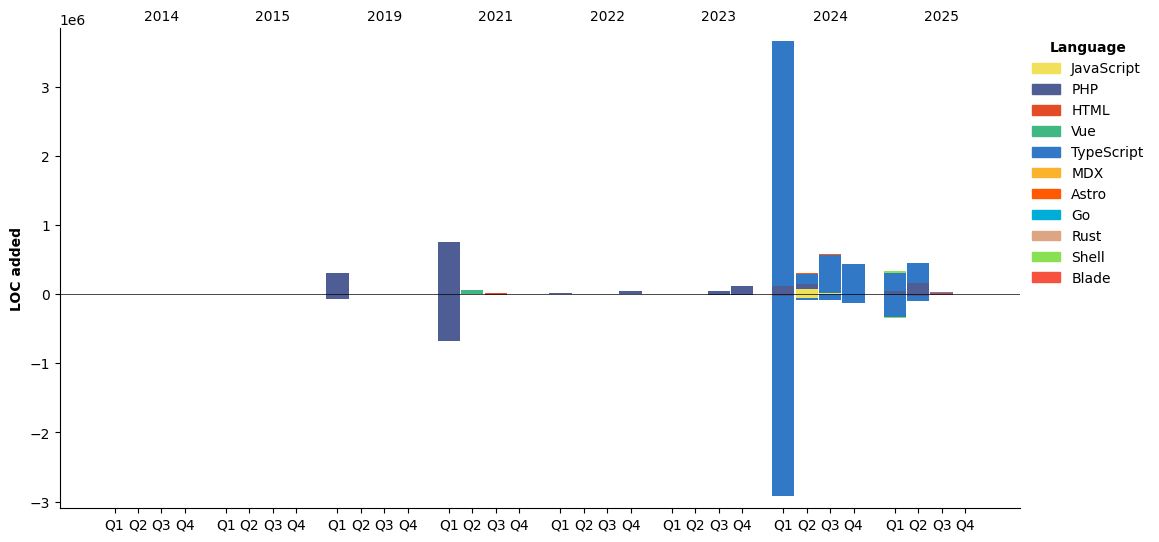 1e6
2014 2015 2019 2021 2022 2023 2024 2025
LOC added
3
2
1
0
−1
−2
−3
Q1 Q2 Q3 Q4 Q1 Q2 Q3 Q4 Q1 Q2 Q3 Q4 Q1 Q2 Q3 Q4 Q1 Q2 Q3 Q4 Q1 Q2 Q3 Q4 Q1 Q2 Q3 Q4 Q1 Q2 Q3 Q4
Language
JavaScript
PHP
HTML
Vue
TypeScript
MDX
Astro
Go
Rust
Shell
Blade